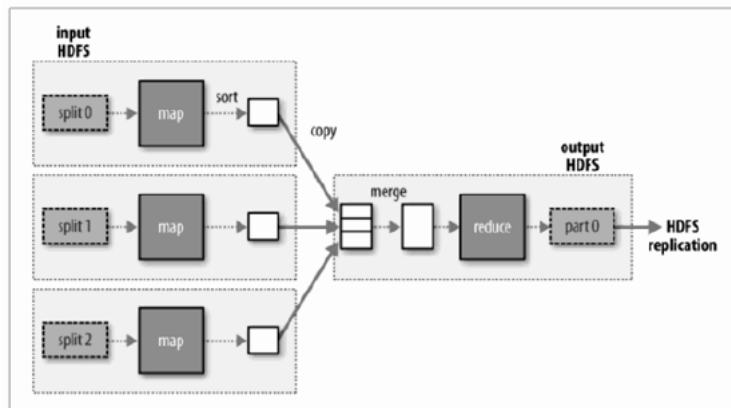 input
HDFS
split 0
map
sort
copy
split 1
map
merge
reduce
output
HDFS
part 0
HDFS
replication
split 2
map